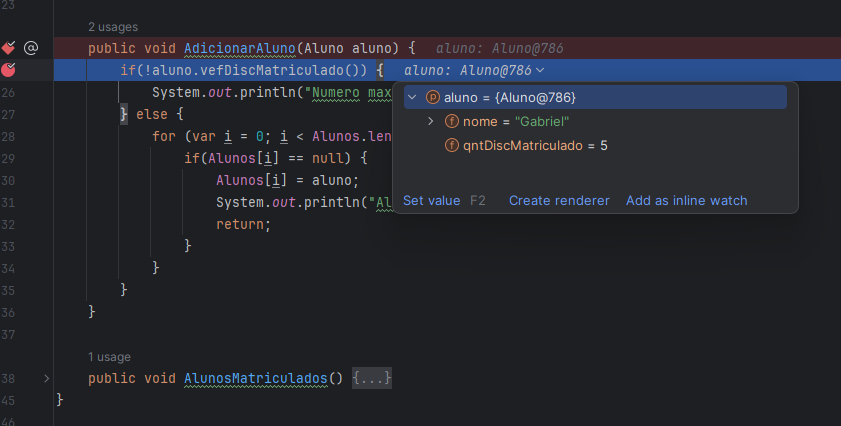 23
2 usages
public void AdicionarAluno(Aluno aluno) { aluno: Aluno@786
if(!aluno.vefDiscMatriculado()) { aluno: Aluno@786
26 System.out.println("Numero max
27 } else {
28 for (var i = 0; i < Alunos.len
29 if(Alunos[i] == null) {
30 Alunos[i] = aluno;
31 System.out.println("Al
32 return;
33 }
34 }
35 }
36 }
37
1 usage
38 public void AlunosMatriculados() {...}
45 }
46
aluno = {Aluno@786}
nome = "Gabriel"
qntDiscMatriculado = 5
Set value F2 Create renderer Add as inline watch